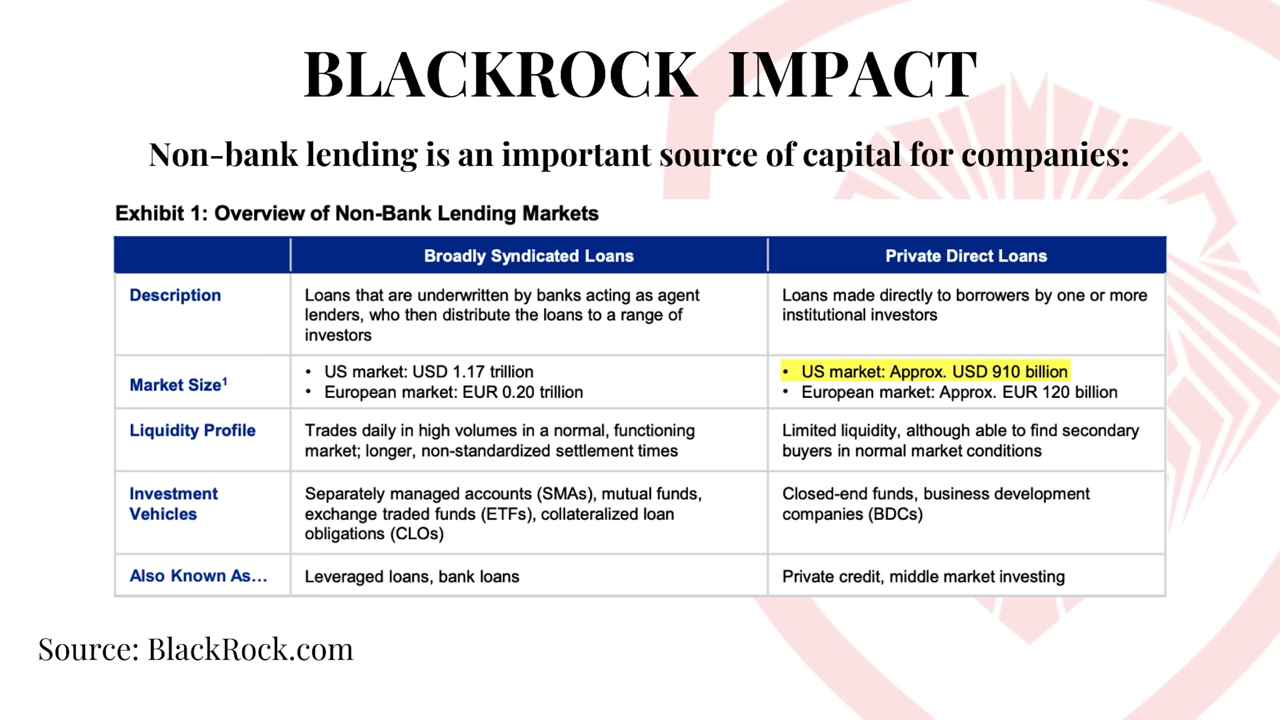 BLACKROCK IMPACT
Non-bank lending is an important source of capital for companies:
Exhibit 1: Overview of Non-Bank Lending Markets
Broadly Syndicated Loans
Private Direct Loans
Description
Loans that are underwritten by banks acting as agent
lenders, who then distribute the loans to a range of
investors
Loans made directly to borrowers by one or more
institutional investors
Market Size¹
• US market: USD 1.17 trillion
• European market: EUR 0.20 trillion
• US market: Approx. USD 910 billion
• European market: Approx. EUR 120 billion
Liquidity Profile
Trades daily in high volumes in a normal, functioning
market; longer, non-standardized settlement times
Limited liquidity, although able to find secondary
buyers in normal market conditions
Investment
Vehicles
Separately managed accounts (SMAs), mutual funds,
exchange traded funds (ETFs), collateralized loan
obligations (CLOs)
Closed-end funds, business development
companies (BDCs)
Also Known As…
Leveraged loans, bank loans
Private credit, middle market investing
Source: BlackRock.com